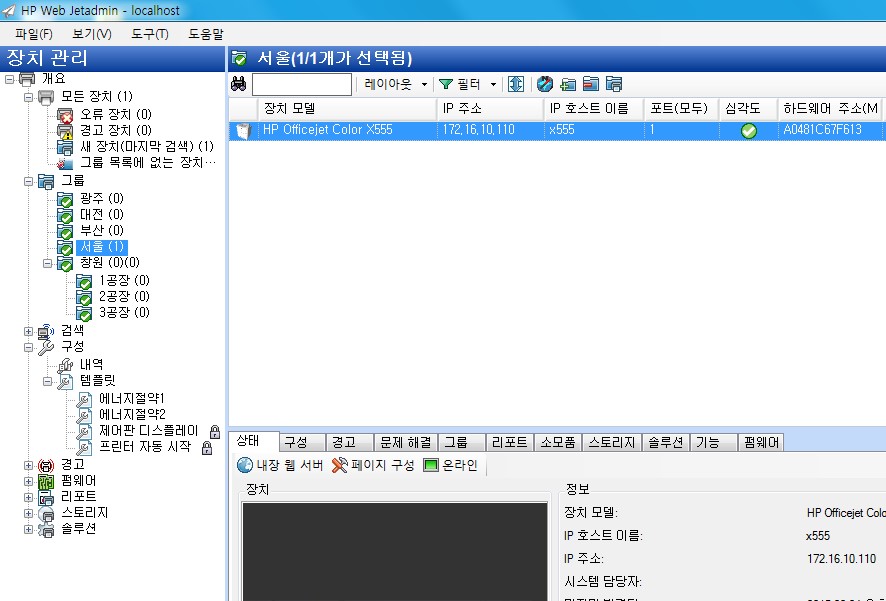 HP Web Jetadmin - localhost
파일(F) 보기(V) 도구(T) 도움말
장치 관리
개요
모든 장치 (1)
오류 장치 (0)
경고 장치 (0)
새 장치(마지막 검색) (1)
그룹 목록에 없는 장치…
그룹
광주 (0)
대전 (0)
부산 (0)
서울 (1)
창원 (0)(0)
1공장 (0)
2공장 (0)
3공장 (0)
검색
구성
내역
템플릿
에너지절약1
에너지절약2
제어판 디스플레이
프린터 자동 시작
경고
펌웨어
리포트
스토리지
솔루션
서울(1/1개가 선택됨)
레이아웃 필터
장치 모델 IP 주소 IP 호스트 이름 포트(모두) 심각도 하드웨어 주소(M
HP Officejet Color X555 172.16.10.110 x555 1 A0481C67F613
상태 구성 경고 문제 해결 그룹 리포트 소모품 스토리지 솔루션 기능 펌웨어
내장 웹 서버 페이지 구성 온라인
장치
정보
장치 모델: HP Officejet Colo
IP 호스트 이름: x555
IP 주소: 172.16.10.110
시스템 담당자: